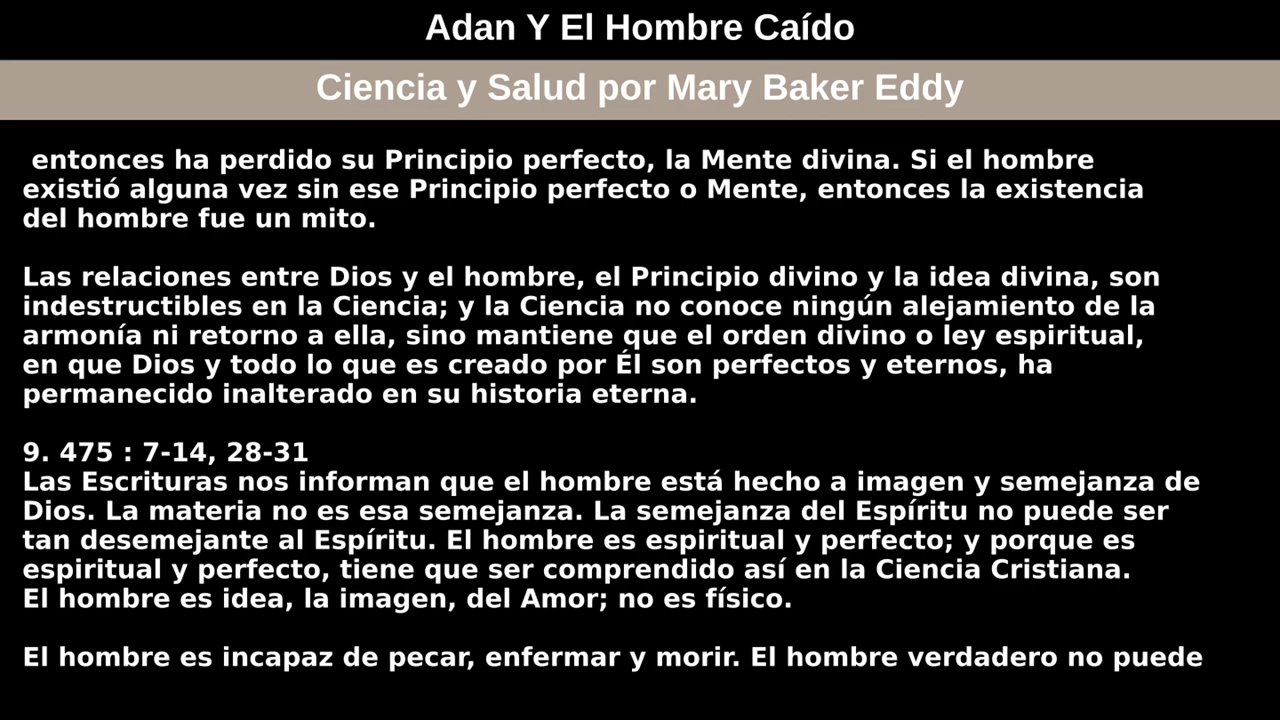 Adan Y El Hombre Caído
Ciencia y Salud por Mary Baker Eddy
entonces ha perdido su Principio perfecto, la Mente divina. Si el hombre
existió alguna vez sin ese Principio perfecto o Mente, entonces la existencia
del hombre fue un mito.
Las relaciones entre Dios y el hombre, el Principio divino y la idea divina, son
indestructibles en la Ciencia; y la Ciencia no conoce ningún alejamiento de la
armonía ni retorno a ella, sino mantiene que el orden divino o ley espiritual,
en que Dios y todo lo que es creado por Él son perfectos y eternos, ha
permanecido inalterado en su historia eterna.
9. 475 : 7-14, 28-31
Las Escrituras nos informan que el hombre está hecho a imagen y semejanza de
Dios. La materia no es esa semejanza. La semejanza del Espíritu no puede ser
tan desemejante al Espíritu. El hombre es espiritual y perfecto; y porque es
espiritual y perfecto, tiene que ser comprendido así en la Ciencia Cristiana.
El hombre es idea, la imagen, del Amor; no es físico.
El hombre es incapaz de pecar, enfermar y morir. El hombre verdadero no puede